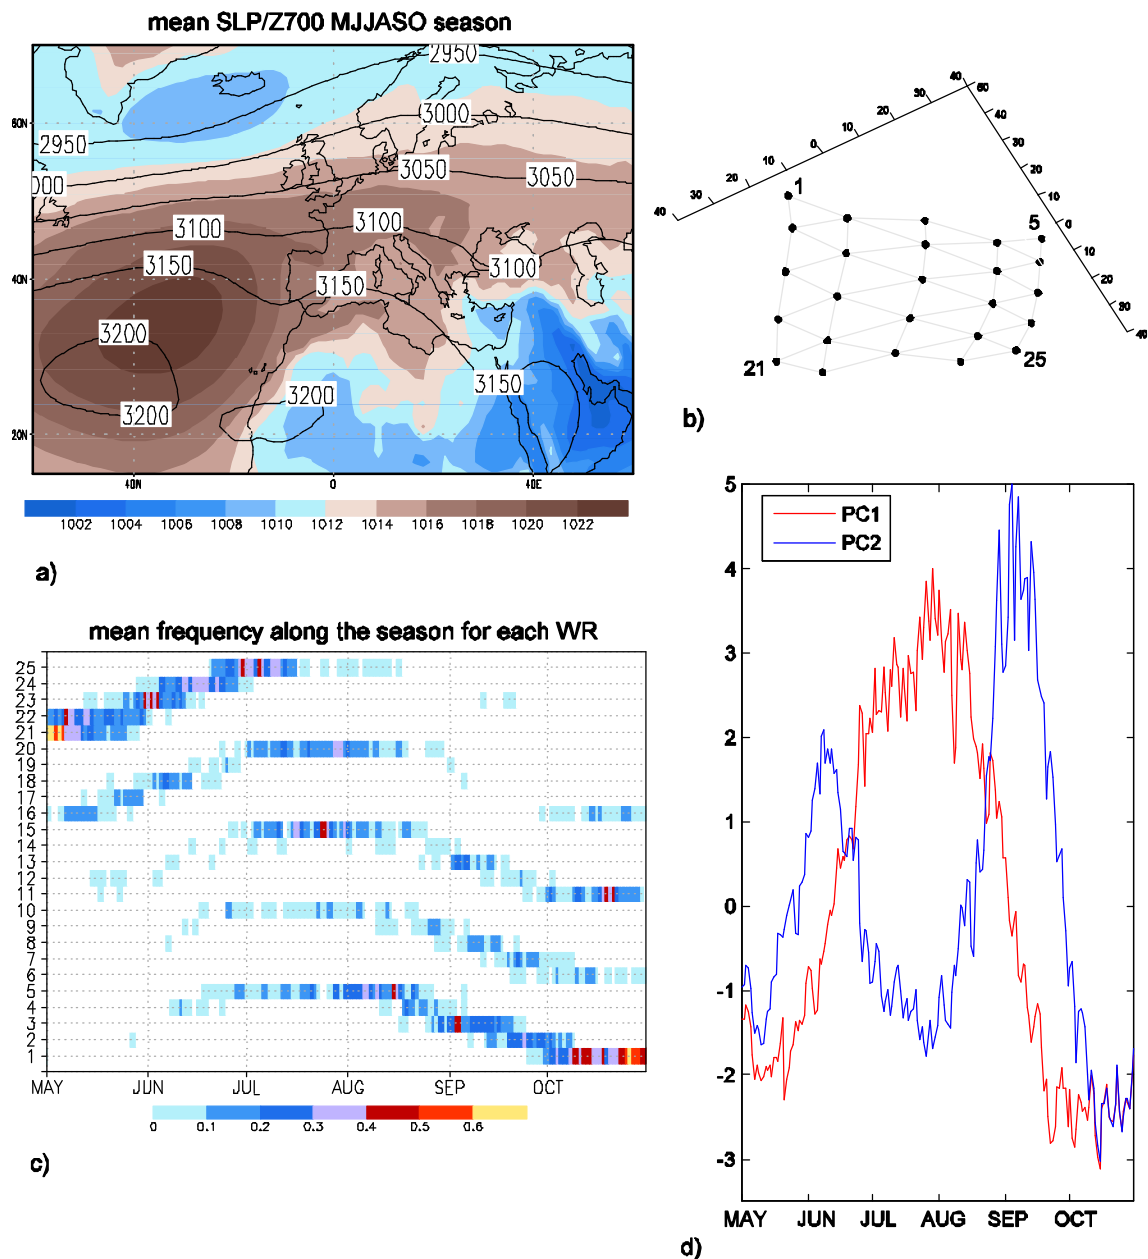 mean SLP/Z700 MJJASO season
2950
60N
2950
3000
000
3050
3050
3100
3100
3150
3100
40N
3150
3200
3150
3200
3200
20N
40N 0 40E
1002 1004 1006 1008 1010 1012 1014 1016 1018 1020 1022
a)
40 30 20 10 0 10 20 30 40
50 40 30 20 10 0 10 20 30 40
1
5
21
25
b)
mean frequency along the season for each WR
25
24
23
22
21
20
19
18
17
16
15
14
13
12
11
10
9
8
7
6
5
4
3
2
1
MAY JUN JUL AUG SEP OCT
0 0.1 0.2 0.3 0.4 0.5 0.6
c)
PC1
PC2
5
4
3
2
1
0
-1
-2
-3
MAY JUN JUL AUG SEP OCT
d)